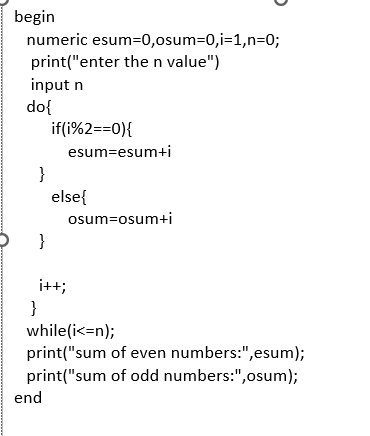 begin
numeric esum=0,osum=0,i=1,n=0;
print("enter the n value")
input n
do{
if(i%2==0){
esum=esum+i
}
else{
osum=osum+i
}
i++;
}
while(i<=n);
print("sum of even numbers:",esum);
print("sum of odd numbers:",osum);
end